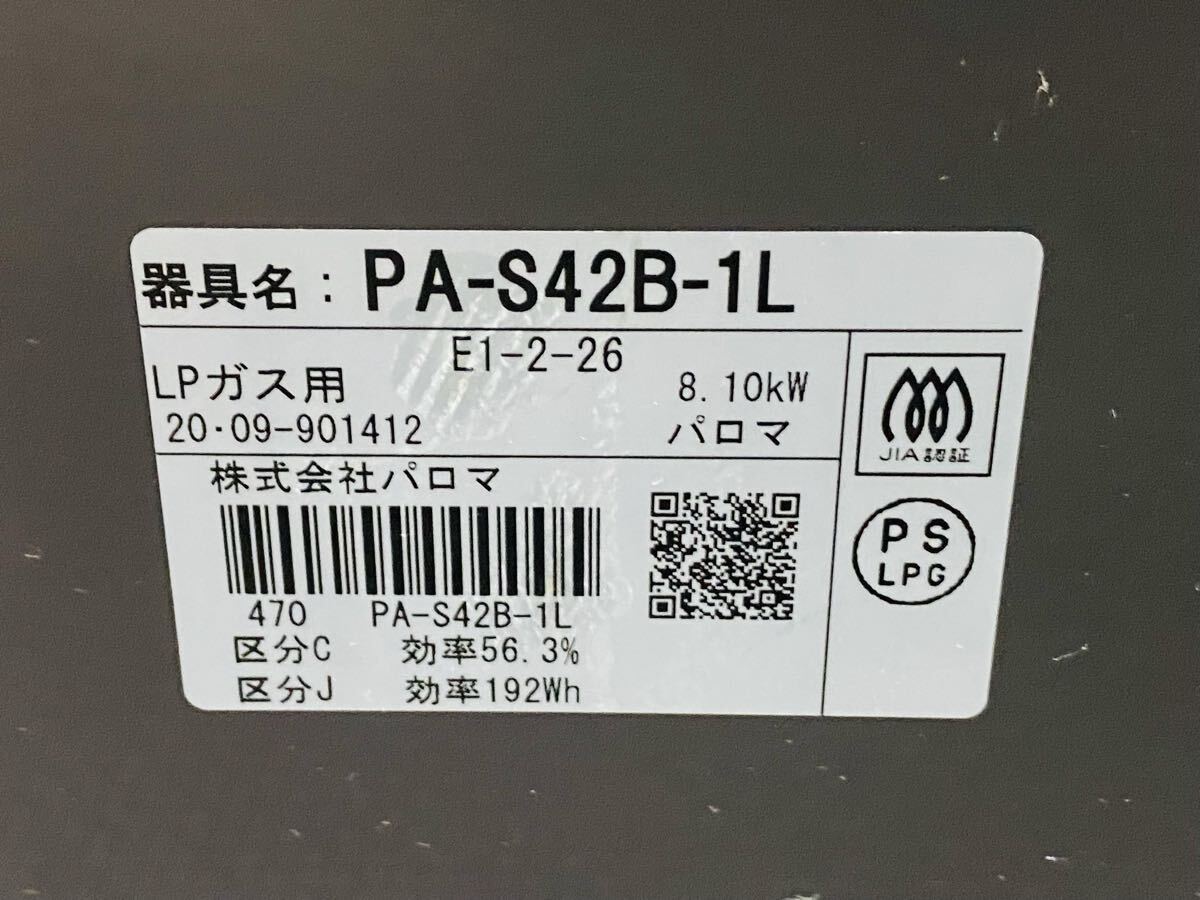 器具名：PA-S42B-1L
E1-2-26
LPガス用 8.10kW
20･09-901412 パロマ
株式会社パロマ
470 PA-S42B-1L
区分C 効率56.3%
区分J 効率192Wh
JIA認証
PS
LPG